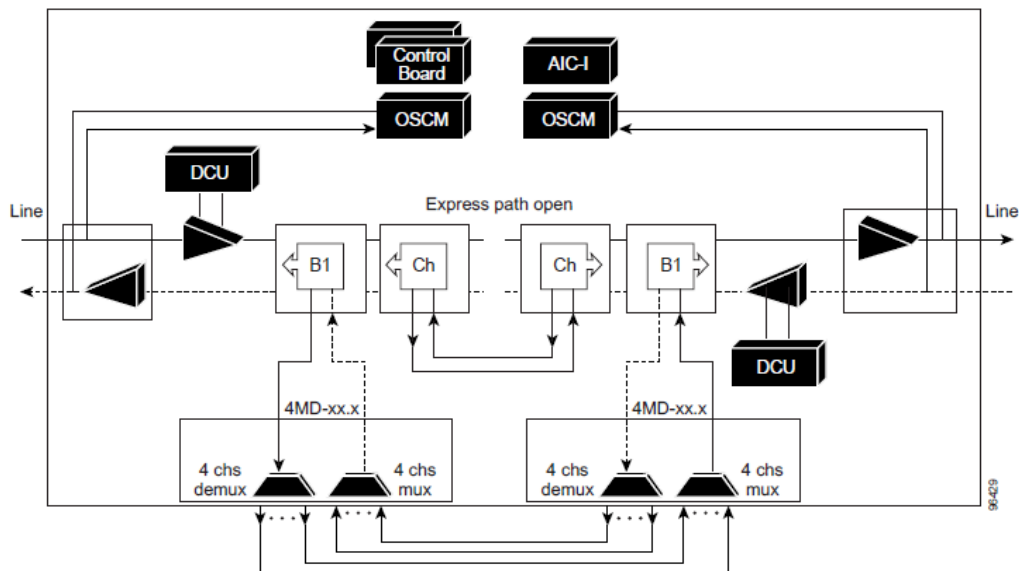 Control
Board
AIC-I
OSCM
OSCM
DCU
Line
Express path open
Line
B1
Ch
Ch
B1
DCU
4MD-xx.x
4MD-xx.x
4 chs
demux
4 chs
mux
4 chs
demux
4 chs
mux
96429